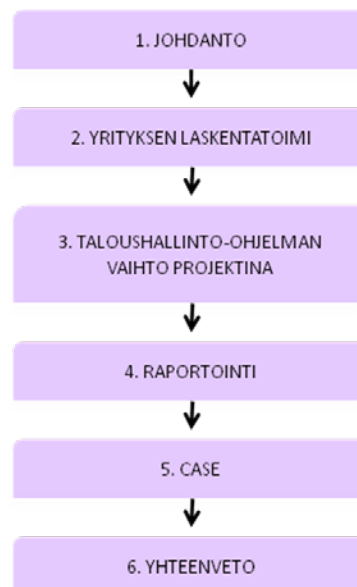 1. JOHDANTO
2. YRITYKSEN LASKENTATOIMI
3. TALOUSHALLINTO-OHJELMAN
VAIHTO PROJEKTINA
4. RAPORTOINTI
5. CASE
6. YHTEENVETO